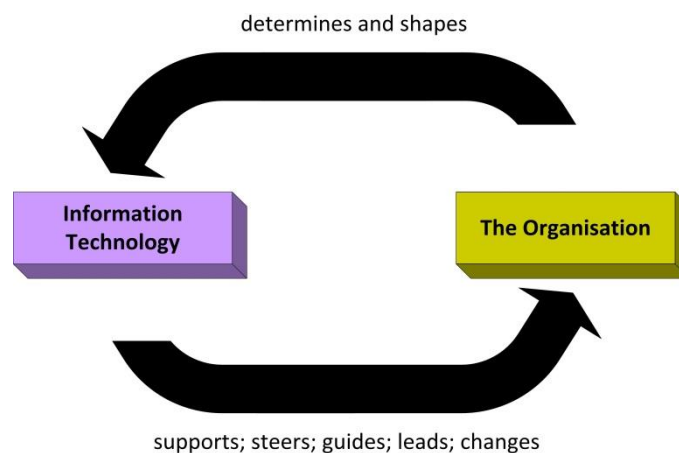 determines and shapes
Information
Technology
The Organisation
supports; steers; guides; leads; changes